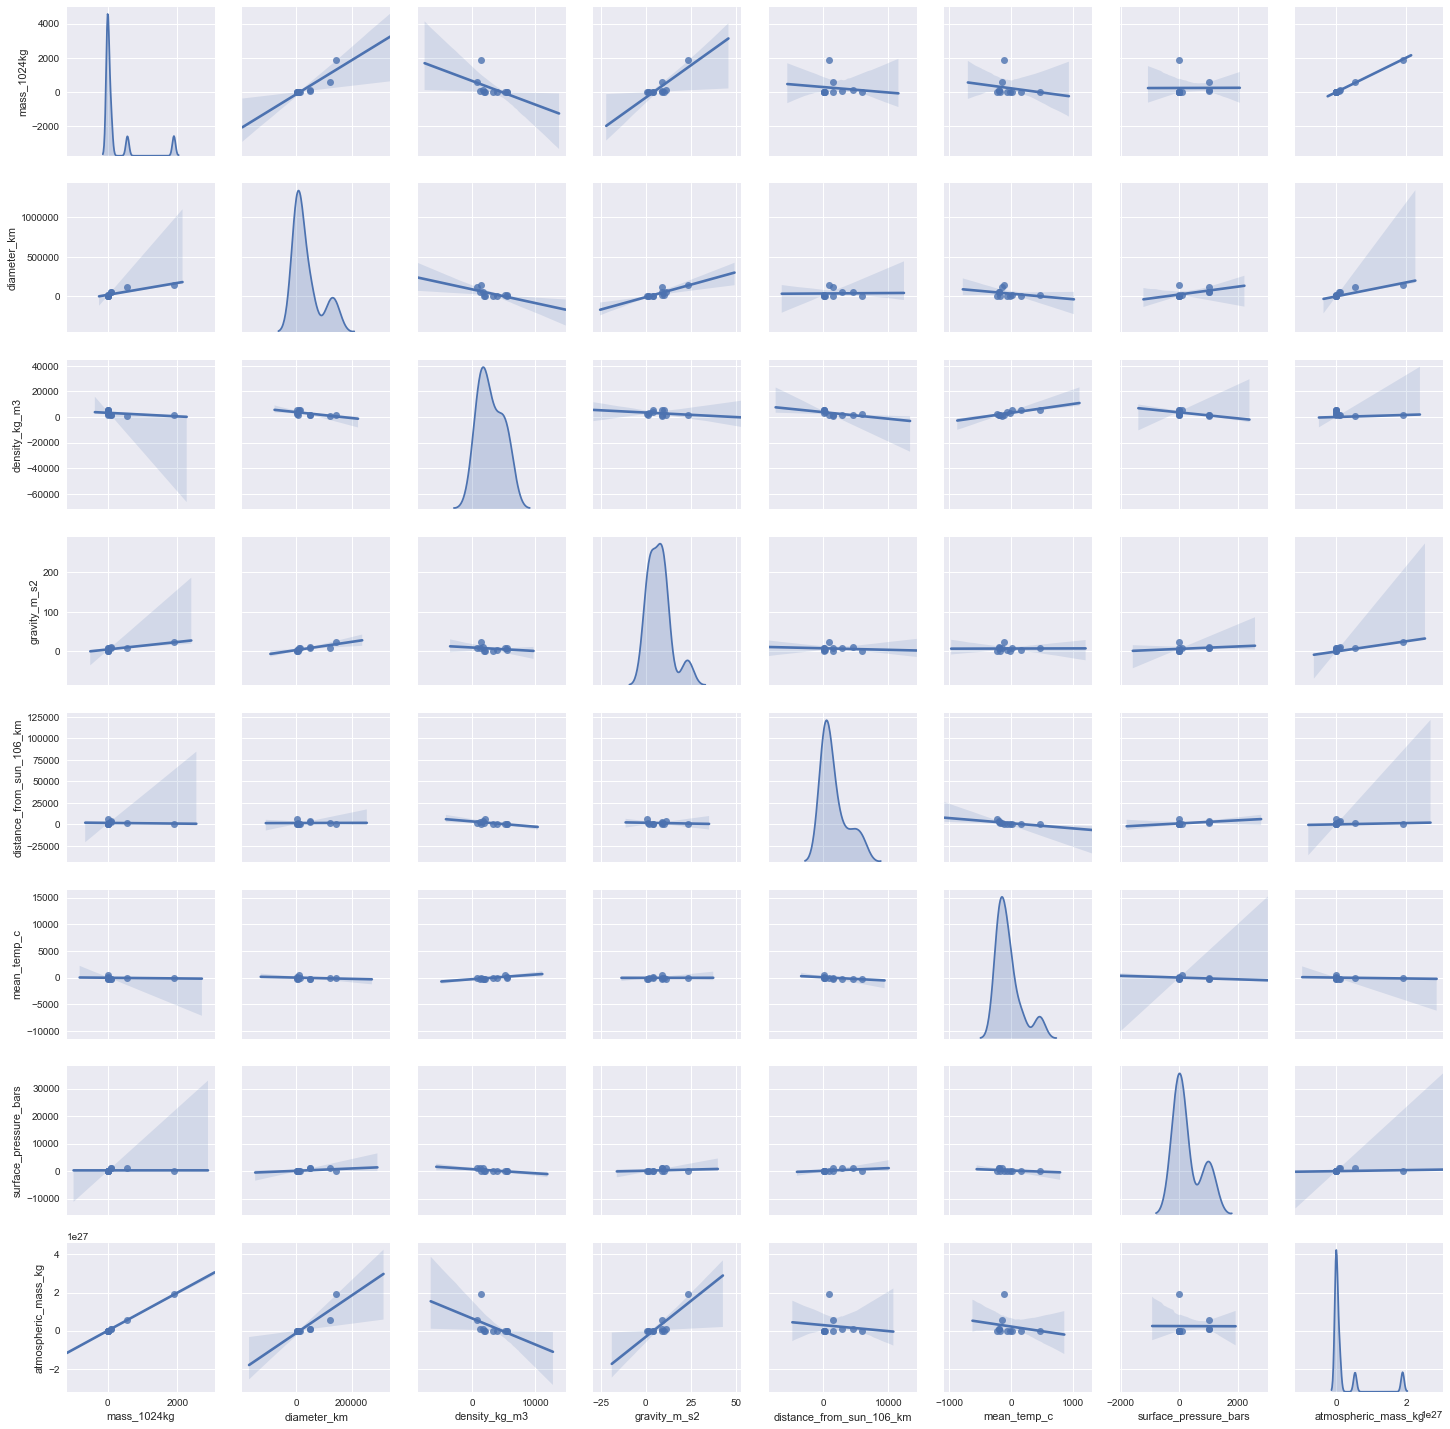 4000
2000
0
−2000
mass_1024kg
1000000
500000
0
diameter_km
40000
20000
0
−20000
−40000
−60000
density_kg_m3
200
100
0
gravity_m_s2
125000
100000
75000
50000
25000
0
−25000
distance_from_sun_106_km
15000
10000
5000
0
−5000
−10000
mean_temp_c
30000
20000
10000
0
−10000
surface_pressure_bars
1e27
4
2
0
−2
atmospheric_mass_kg
0 2000
0 200000
0 10000
−25 0 25 50
0 10000
−1000 0 1000
−2000 0 2000
0 2
1e27
mass_1024kg
diameter_km
density_kg_m3
gravity_m_s2
distance_from_sun_106_km
mean_temp_c
surface_pressure_bars
atmospheric_mass_kg